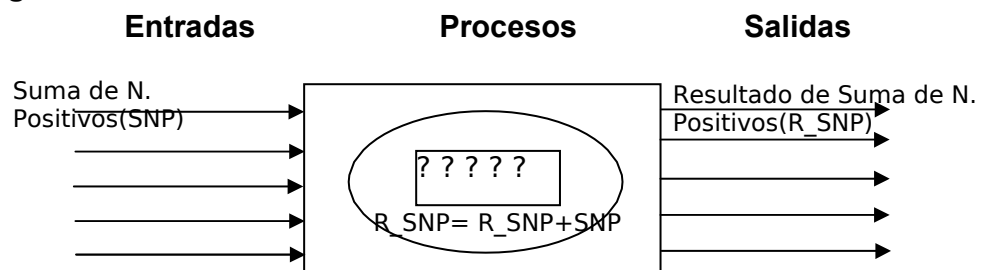 Entradas Procesos Salidas
Suma de N.
Positivos(SNP)
? ? ? ? ?
R_SNP= R_SNP+SNP
Resultado de Suma de N.
Positivos(R_SNP)